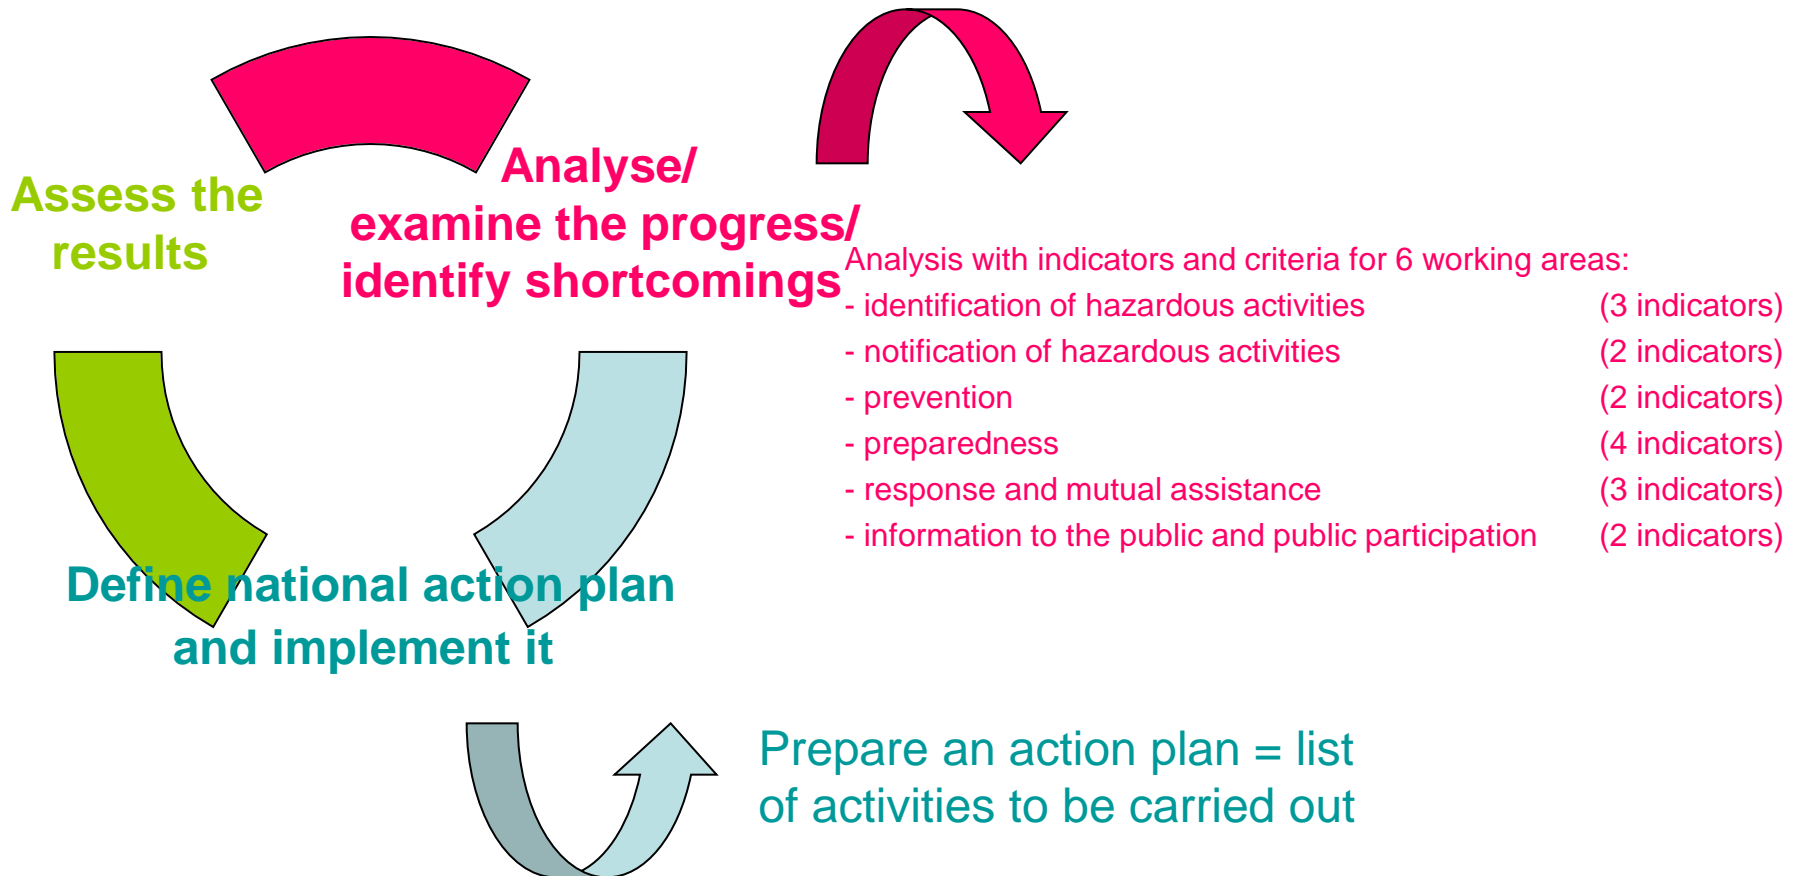 Assess the
results
Analyse/
examine the progress/
identify shortcomings
Analysis with indicators and criteria for 6 working areas:
- identification of hazardous activities (3 indicators)
- notification of hazardous activities (2 indicators)
- prevention (2 indicators)
- preparedness (4 indicators)
- response and mutual assistance (3 indicators)
- information to the public and public participation (2 indicators)
Define national action plan
and implement it
Prepare an action plan = list
of activities to be carried out